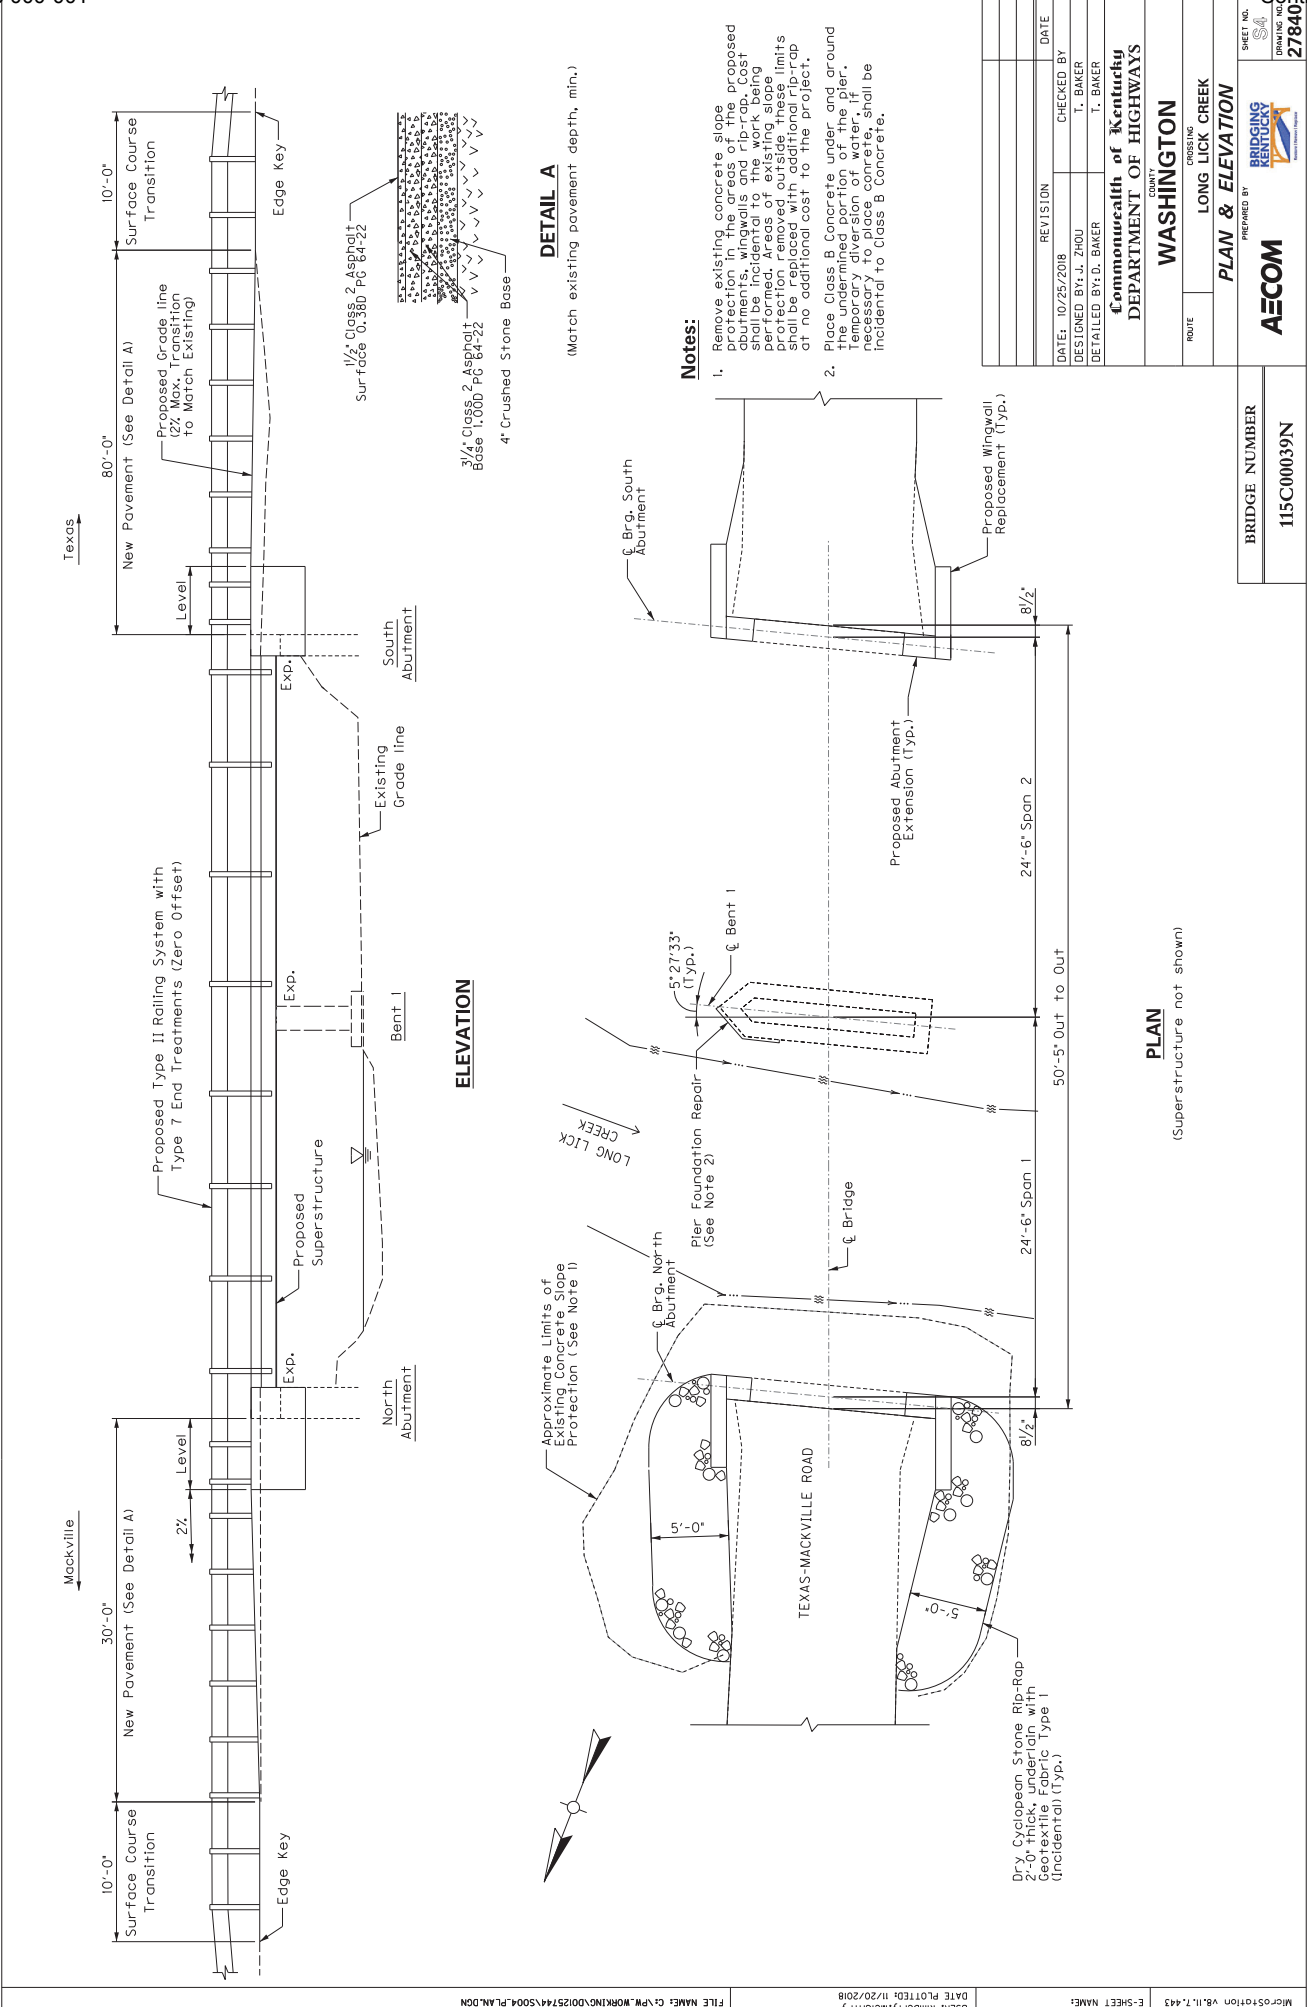 Mackville
Texas
10'-0"
30'-0"
80'-0"
10'-0"
Surface Course
Transition
New Pavement (See Detail A)
New Pavement (See Detail A)
Surface Course
Transition
2%
Level
Level
Proposed Type II Railing System with
Type 7 End Treatments (Zero Offset)
Proposed Grade line
(2% Max. Transition
to Match Existing)
Edge Key
Edge Key
Exp.
Exp.
Exp.
Proposed
Superstructure
Existing
Grade line
North
Abutment
Bent 1
South
Abutment
ELEVATION
1½" Class 2 Asphalt
Surface 0.38D PG 64-22
3¼" Class 2 Asphalt
Base 1.00D PG 64-22
4" Crushed Stone Base
DETAIL A
(Match existing pavement depth, min.)
Approximate Limits of
Existing Concrete Slope
Protection (See Note 1)
℄ Brg. North
Abutment
LONG LICK
CREEK
Pier Foundation Repair
(See Note 2)
5°27'33"
(Typ.)
℄ Bent 1
℄ Brg. South
Abutment
5'-0"
TEXAS-MACKVILLE ROAD
℄ Bridge
5'-0"
Proposed Abutment
Extension (Typ.)
Proposed Wingwall
Replacement (Typ.)
Dry Cyclopean Stone Rip-Rap
2'-0" thick, underlain with
Geotextile Fabric Type 1
(Incidental) (Typ.)
8½"
24'-6" Span 1
24'-6" Span 2
8½"
50'-5" Out to Out
PLAN
(Superstructure not shown)
Notes:
1. Remove existing concrete slope
protection in the areas of the proposed
abutments, wingwalls and rip-rap. Cost
shall be incidental to the work being
performed. Areas of existing slope
protection removed outside these limits
shall be replaced with additional rip-rap
at no additional cost to the project.
2. Place Class B Concrete under and around
the undermined portion of the pier.
Temporary diversion of water, if
necessary to place conrete, shall be
incidental to Class B Concrete.
REVISION
DATE
DATE: 10/25/2018
CHECKED BY
DESIGNED BY: J. ZHOU
T. BAKER
DETAILED BY: D. BAKER
T. BAKER
Commonwealth of Kentucky
DEPARTMENT OF HIGHWAYS
COUNTY
WASHINGTON
ROUTE
CROSSING
LONG LICK CREEK
PLAN & ELEVATION
PREPARED BY
AECOM
BRIDGING
KENTUCKY
SHEET NO.
S4
DRAWING NO.
BRIDGE NUMBER
115C00039N
MicroStation v8.11.7.443
E-SHEET NAME:
DATE PLOTTED: 11/20/2018
FILE NAME: C:\PW_WORKING\D0125744\S004-PLAN.DGN